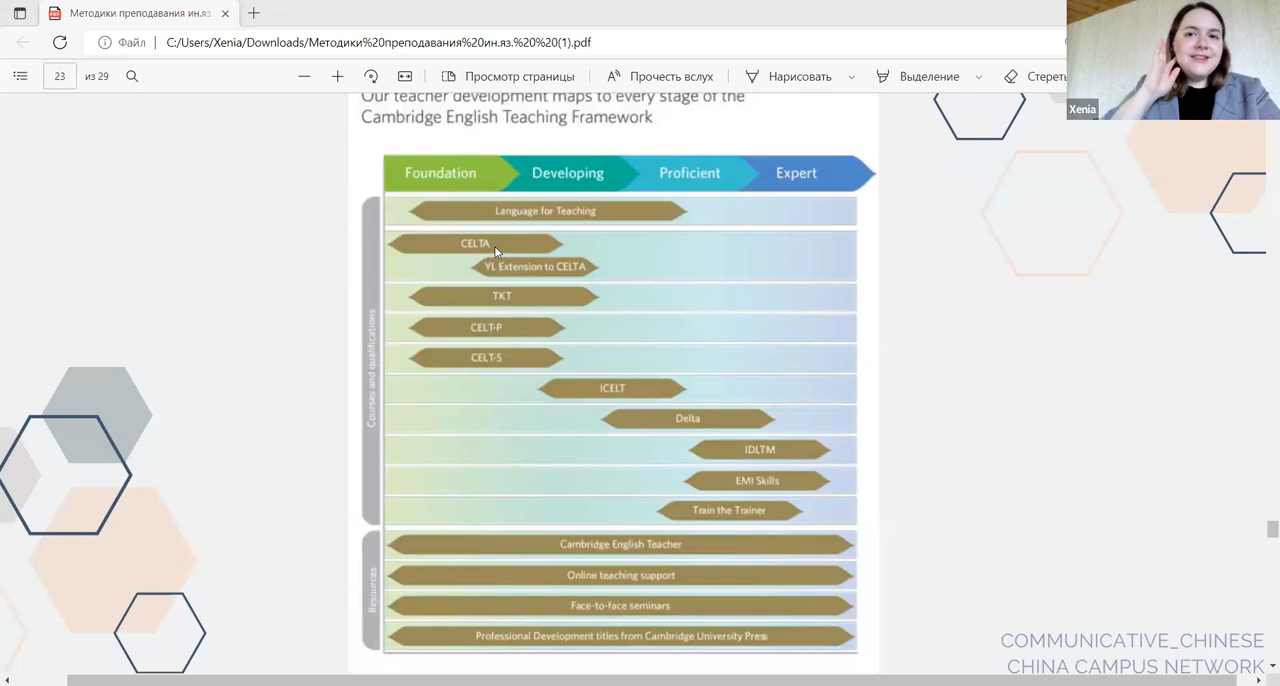 Методики преподавания ин.яз.
Файл
C:/Users/Xenia/Downloads/Методики%20преподавания%20ин.яз.%20%20(1).pdf
23 из 29
Просмотр страницы
Прочесть вслух
Нарисовать
Выделение
Стереть
Xenia
Our teacher development maps to every stage of the
Cambridge English Teaching Framework
Foundation Developing Proficient Expert
Courses and qualifications
Language for Teaching
CELTA
YL Extension to CELTA
TKT
CELT-P
CELT-S
ICELT
Delta
IDLTM
EMI Skills
Train the Trainer
Resources
Cambridge English Teacher
Online teaching support
Face-to-face seminars
Professional Development titles from Cambridge University Press
COMMUNICATIVE_CHINESE
CHINA CAMPUS NETWORK